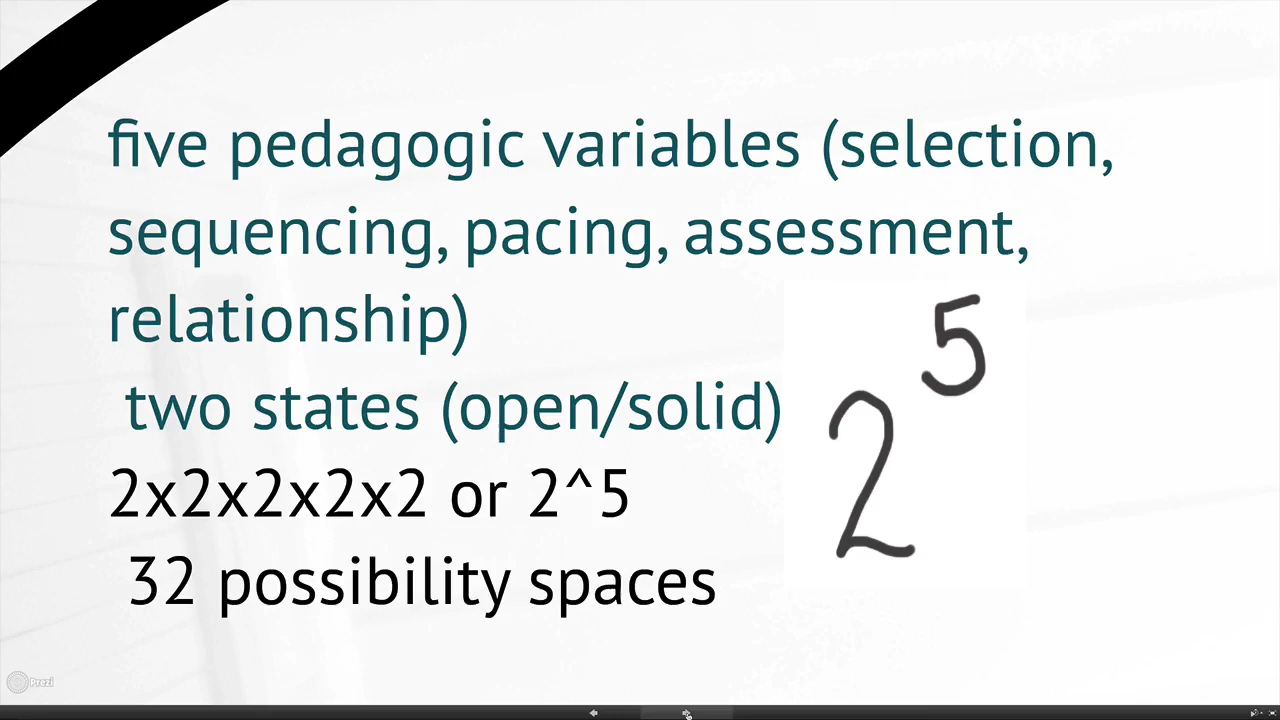 five pedagogic variables (selection,
sequencing, pacing, assessment,
relationship)
two states (open/solid)
2x2x2x2x2 or 2^5
32 possibility spaces
2^5
Prezi